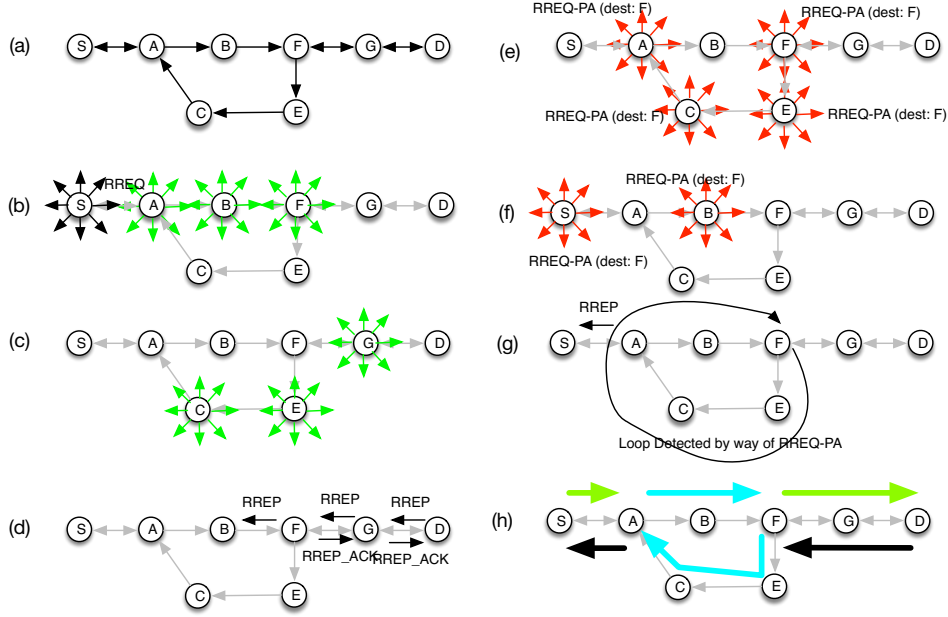 (a)
S
A
B
F
G
D
C
E
(b)
RREQ
S
A
B
F
G
D
C
E
(c)
S
A
B
F
G
D
C
E
(d)
RREP
RREP
RREP
S
A
B
F
G
D
RREP_ACK
RREP_ACK
C
E
(e)
RREQ-PA (dest: F)
RREQ-PA (dest: F)
S
A
B
F
G
D
C
E
RREQ-PA (dest: F)
RREQ-PA (dest: F)
(f)
RREQ-PA (dest: F)
S
A
B
F
G
D
RREQ-PA (dest: F)
C
E
(g)
RREP
S
A
B
F
G
D
C
E
Loop Detected by way of RREQ-PA
(h)
S
A
B
F
G
D
C
E